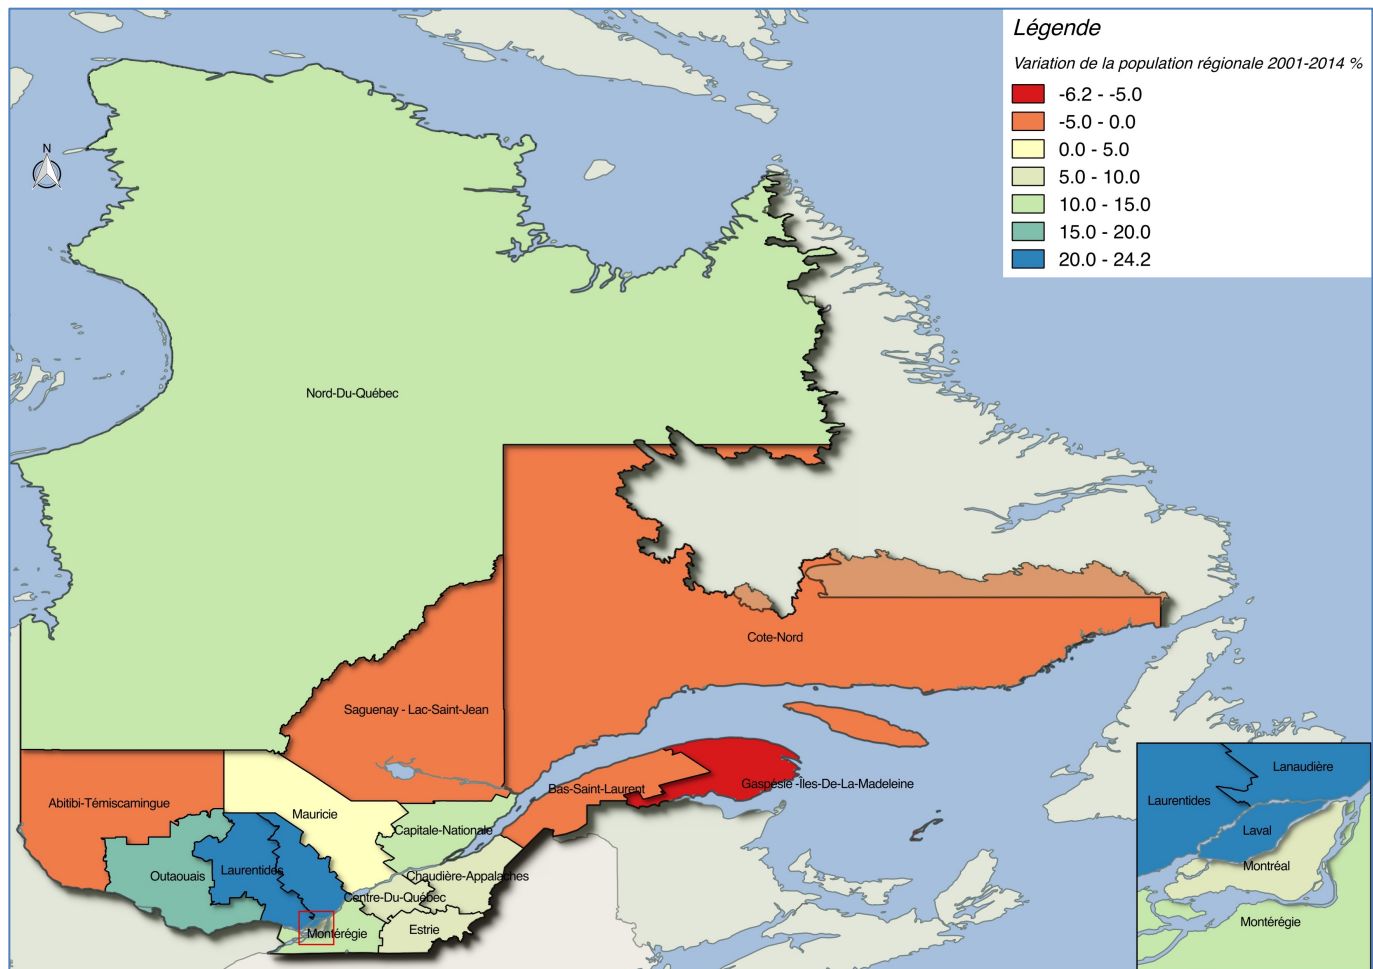 Légende
Variation de la population régionale 2001-2014 %
-6.2 - -5.0
-5.0 - 0.0
0.0 - 5.0
5.0 - 10.0
10.0 - 15.0
15.0 - 20.0
20.0 - 24.2
N
Nord-Du-Québec
Cote-Nord
Saguenay - Lac-Saint-Jean
Abitibi-Témiscamingue
Mauricie
Bas-Saint-Laurent
Gaspésie -Iles-De-La-Madeleine
Capitale-Nationale
Outaouais
Laurentides
Chaudière-Appalaches
Centre-Du-Québec
Estrie
Montérégie
Lanaudière
Laurentides
Laval
Montréal
Montérégie